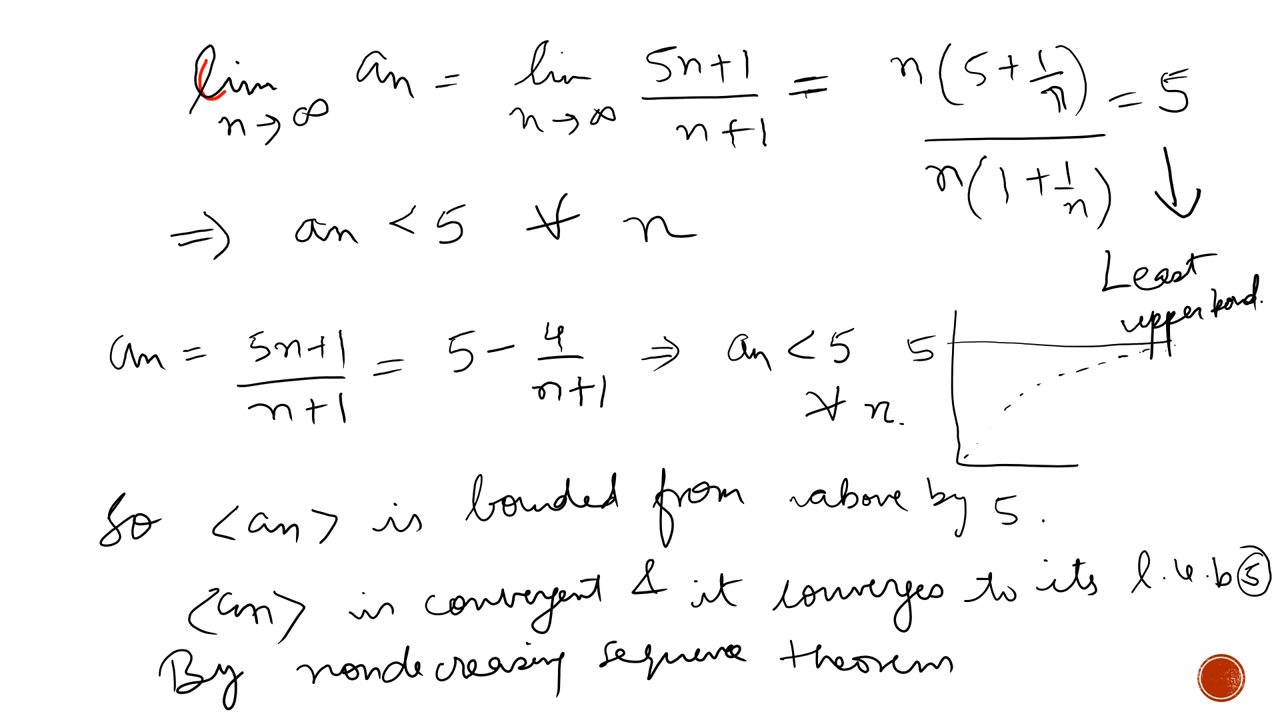 lim n→∞ an = lim n→∞ 5n+1 / n+1 = n(5 + 1/n) / n(1 + 1/n) = 5
⇒ an < 5 ∀ n
Least
upper bond.
an = 5n+1 / n+1 = 5 − 4 / n+1 ⇒ an < 5 ∀ n.
5
So <an> is bonded from above by 5.
<an> is convergent & it converges to its l.u.b 5
By nondecreasing sequence theorem